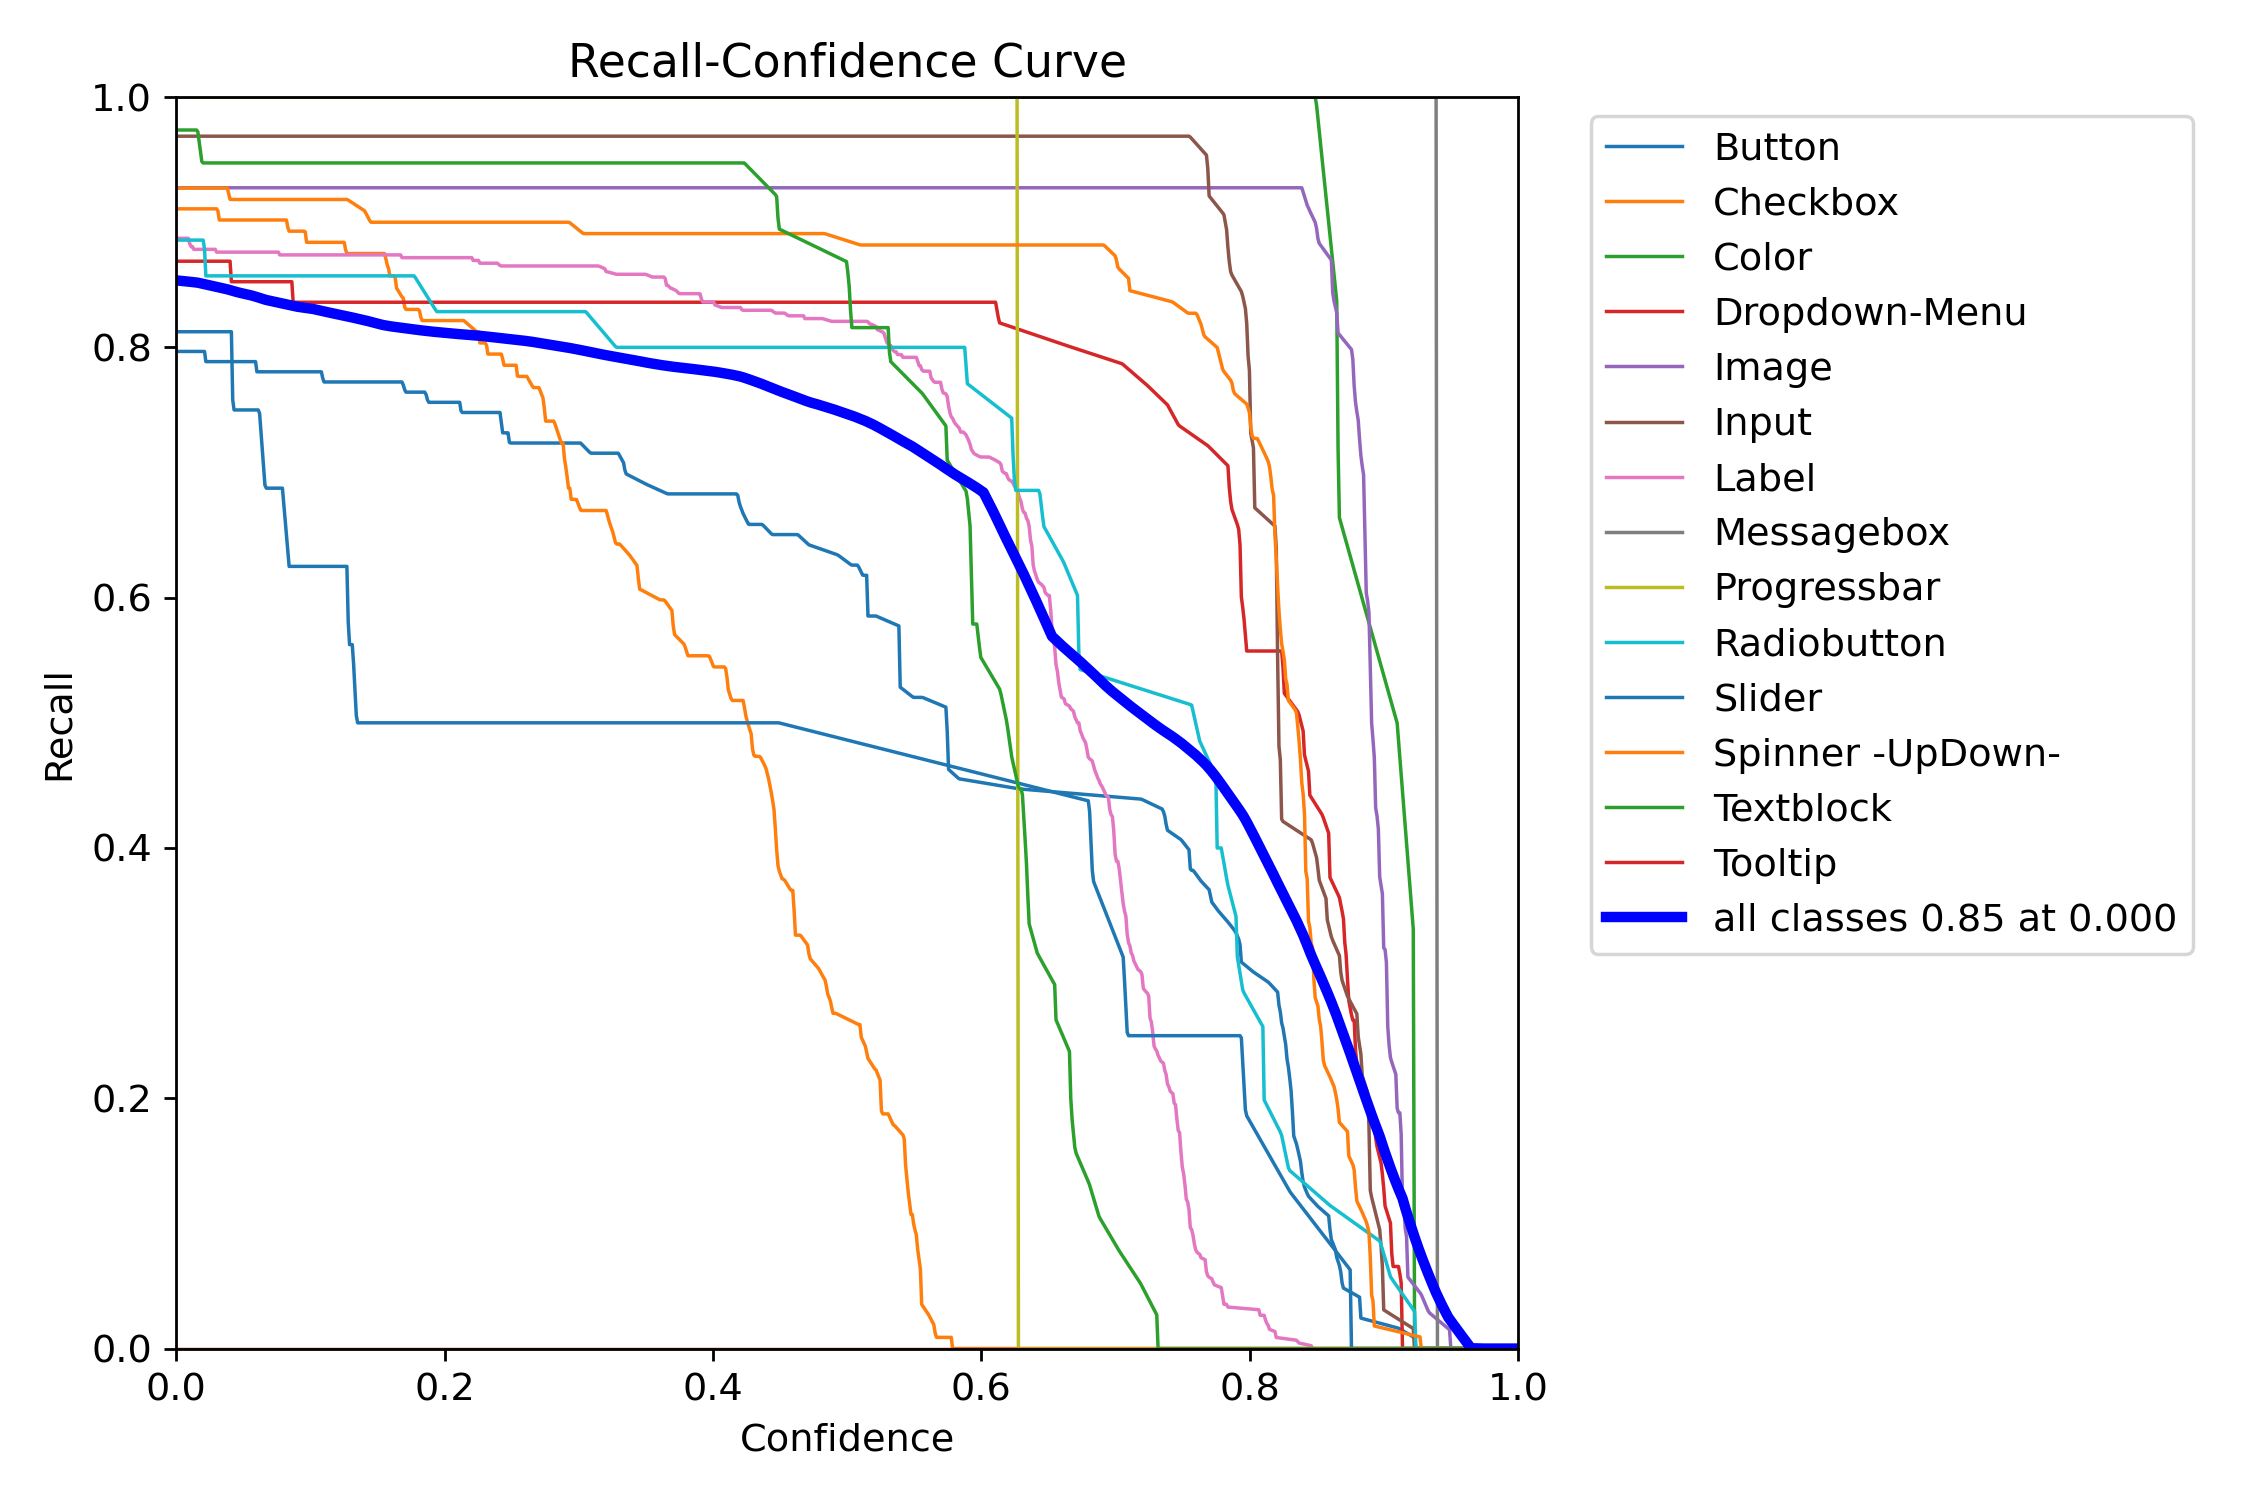 Recall-Confidence Curve
1.0
0.8
0.6
0.4
0.2
0.0
Recall
0.0 0.2 0.4 0.6 0.8 1.0
Confidence
Button
Checkbox
Color
Dropdown-Menu
Image
Input
Label
Messagebox
Progressbar
Radiobutton
Slider
Spinner -UpDown-
Textblock
Tooltip
all classes 0.85 at 0.000